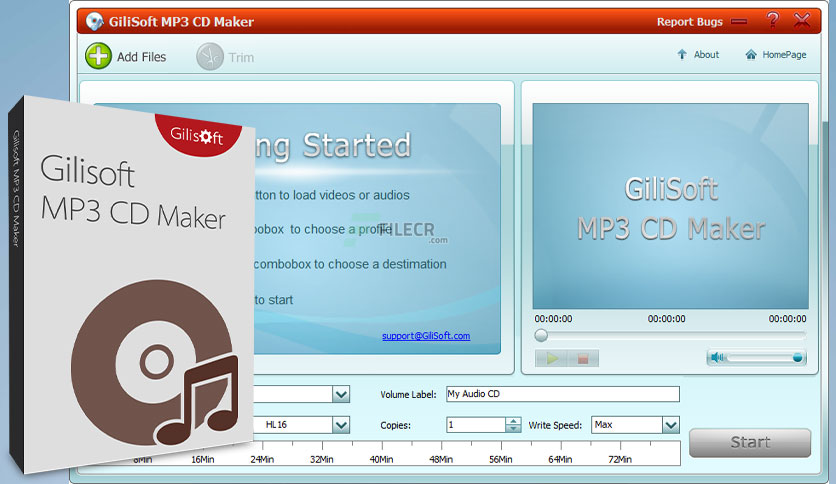 GiliSoft MP3 CD Maker
Report Bugs
Add Files
Trim
About
HomePage
Gilisoft
Gilisoft
MP3 CD Maker
Gilisoft MP3 CD Maker
ng Started
tton to load videos or audios
obox to choose a profile
combobox to choose a destination
to start
support@GiliSoft.com
FILECR
.com
GiliSoft
MP3 CD Maker
00:00:00
00:00:00
00:00:00
Volume Label:
My Audio CD
HL16
Copies:
1
Write Speed:
Max
8Min
16Min
24Min
32Min
40Min
48Min
56Min
64Min
72Min
Start